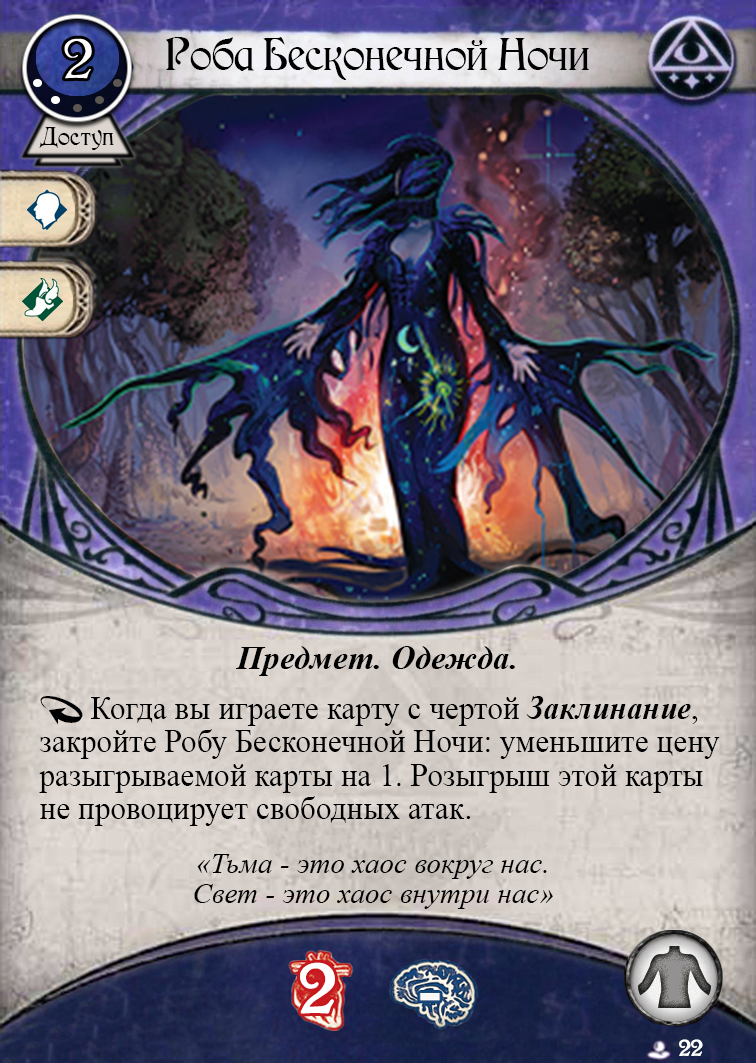 2
Роба Бесконечной Ночи
Доступ
Предмет. Одежда.
Когда вы играете карту с чертой Заклинание,
закройте Робу Бесконечной Ночи: уменьшите цену
разыгрываемой карты на 1. Розыгрыш этой карты
не провоцирует свободных атак.
«Тьма - это хаос вокруг нас.
Свет - это хаос внутри нас»
2
-
22